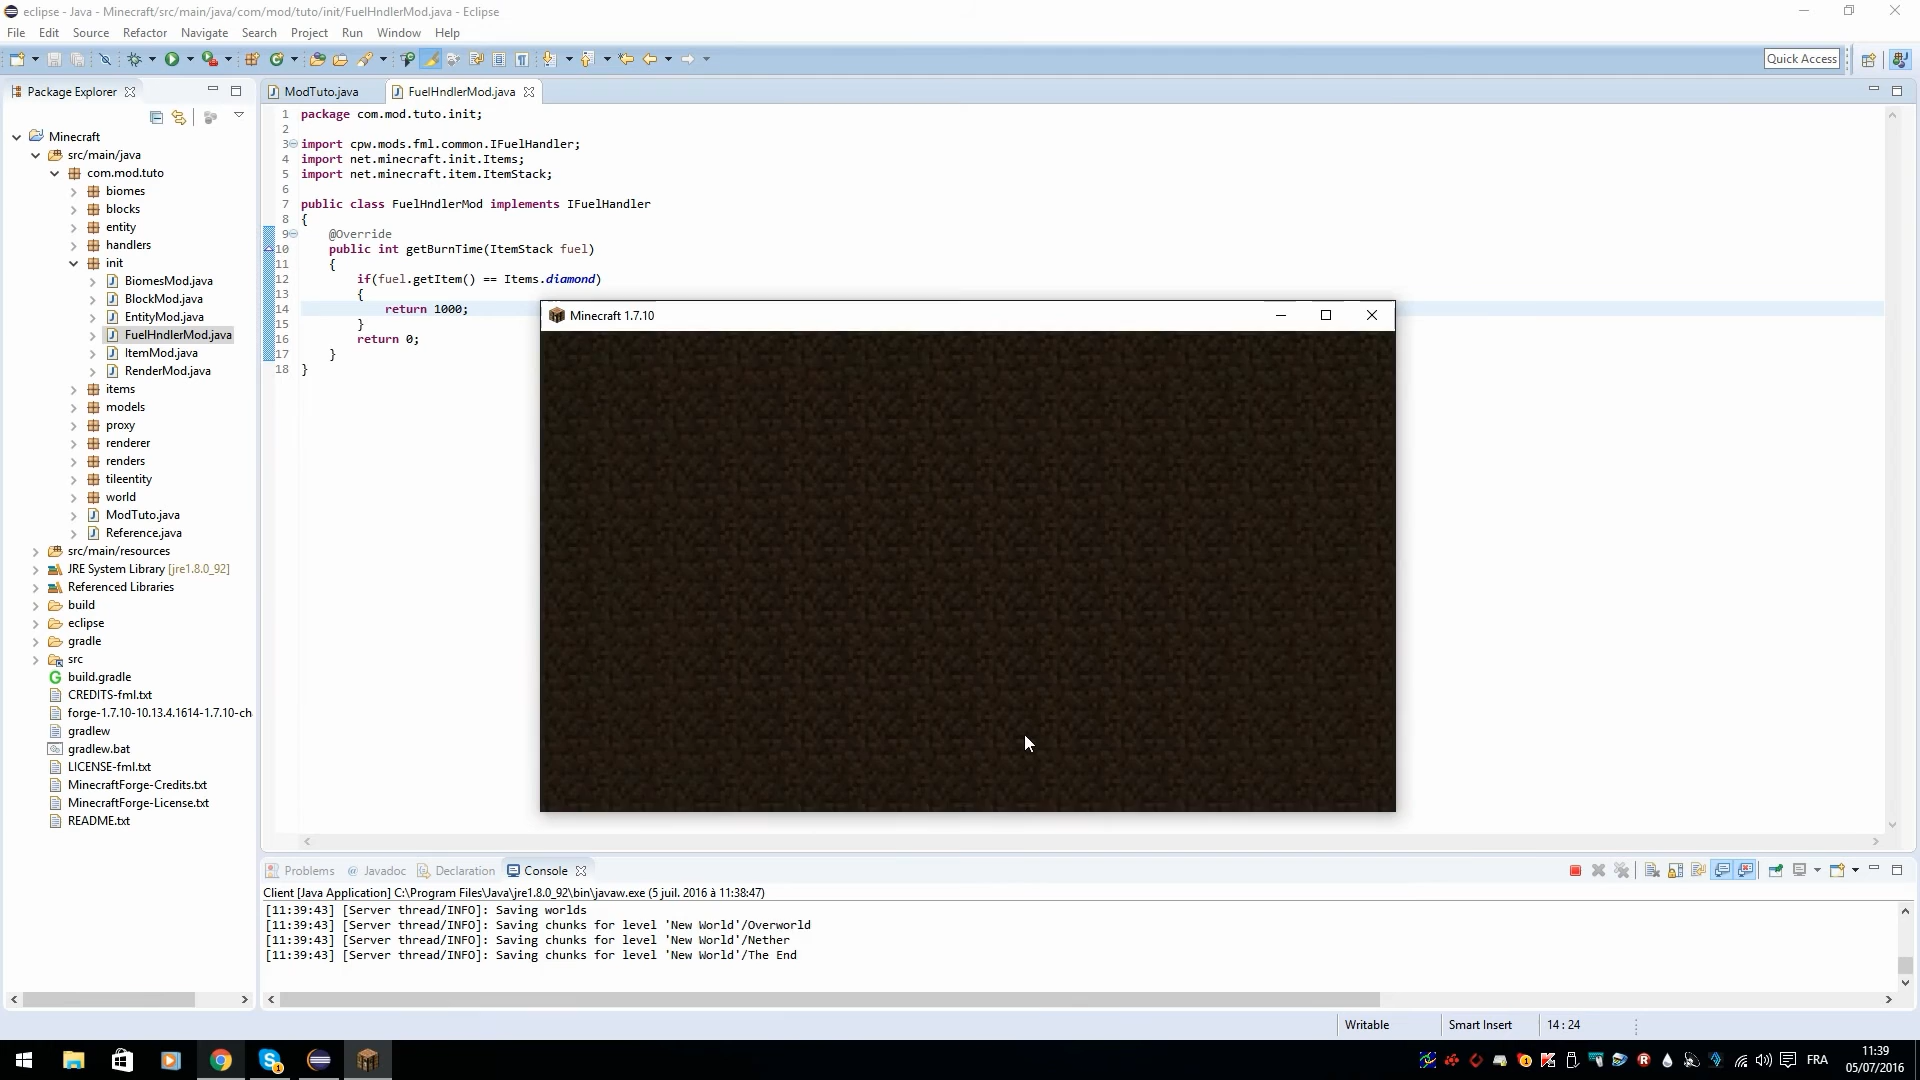 eclipse - Java - Minecraft/src/main/java/com/mod/tuto/init/FuelHndlerMod.java - Eclipse
File Edit Source Refactor Navigate Search Project Run Window Help
Quick Access
Package Explorer
Minecraft
src/main/java
com.mod.tuto
biomes
blocks
entity
handlers
init
BiomesMod.java
BlockMod.java
EntityMod.java
FuelHndlerMod.java
ItemMod.java
RenderMod.java
items
models
proxy
renderer
renders
tileentity
world
ModTuto.java
Reference.java
src/main/resources
JRE System Library [jre1.8.0_92]
Referenced Libraries
build
eclipse
gradle
src
build.gradle
CREDITS-fml.txt
forge-1.7.10-10.13.4.1614-1.7.10-ch
gradlew
gradlew.bat
LICENSE-fml.txt
MinecraftForge-Credits.txt
MinecraftForge-License.txt
README.txt
ModTuto.java FuelHndlerMod.java
1 package com.mod.tuto.init;
2
3 import cpw.mods.fml.common.IFuelHandler;
4 import net.minecraft.init.Items;
5 import net.minecraft.item.ItemStack;
6
7 public class FuelHndlerMod implements IFuelHandler
8 {
9 @Override
10 public int getBurnTime(ItemStack fuel)
11 {
12 if(fuel.getItem() == Items.diamond)
13 {
14 return 1000;
15 }
16 return 0;
17 }
18 }
Minecraft 1.7.10
Problems @ Javadoc Declaration Console
Client [Java Application] C:\Program Files\Java\jre1.8.0_92\bin\javaw.exe (5 juil. 2016 à 11:38:47)
[11:39:43] [Server thread/INFO]: Saving worlds
[11:39:43] [Server thread/INFO]: Saving chunks for level 'New World'/Overworld
[11:39:43] [Server thread/INFO]: Saving chunks for level 'New World'/Nether
[11:39:43] [Server thread/INFO]: Saving chunks for level 'New World'/The End
Writable Smart Insert 14 : 24
FRA
11:39
05/07/2016